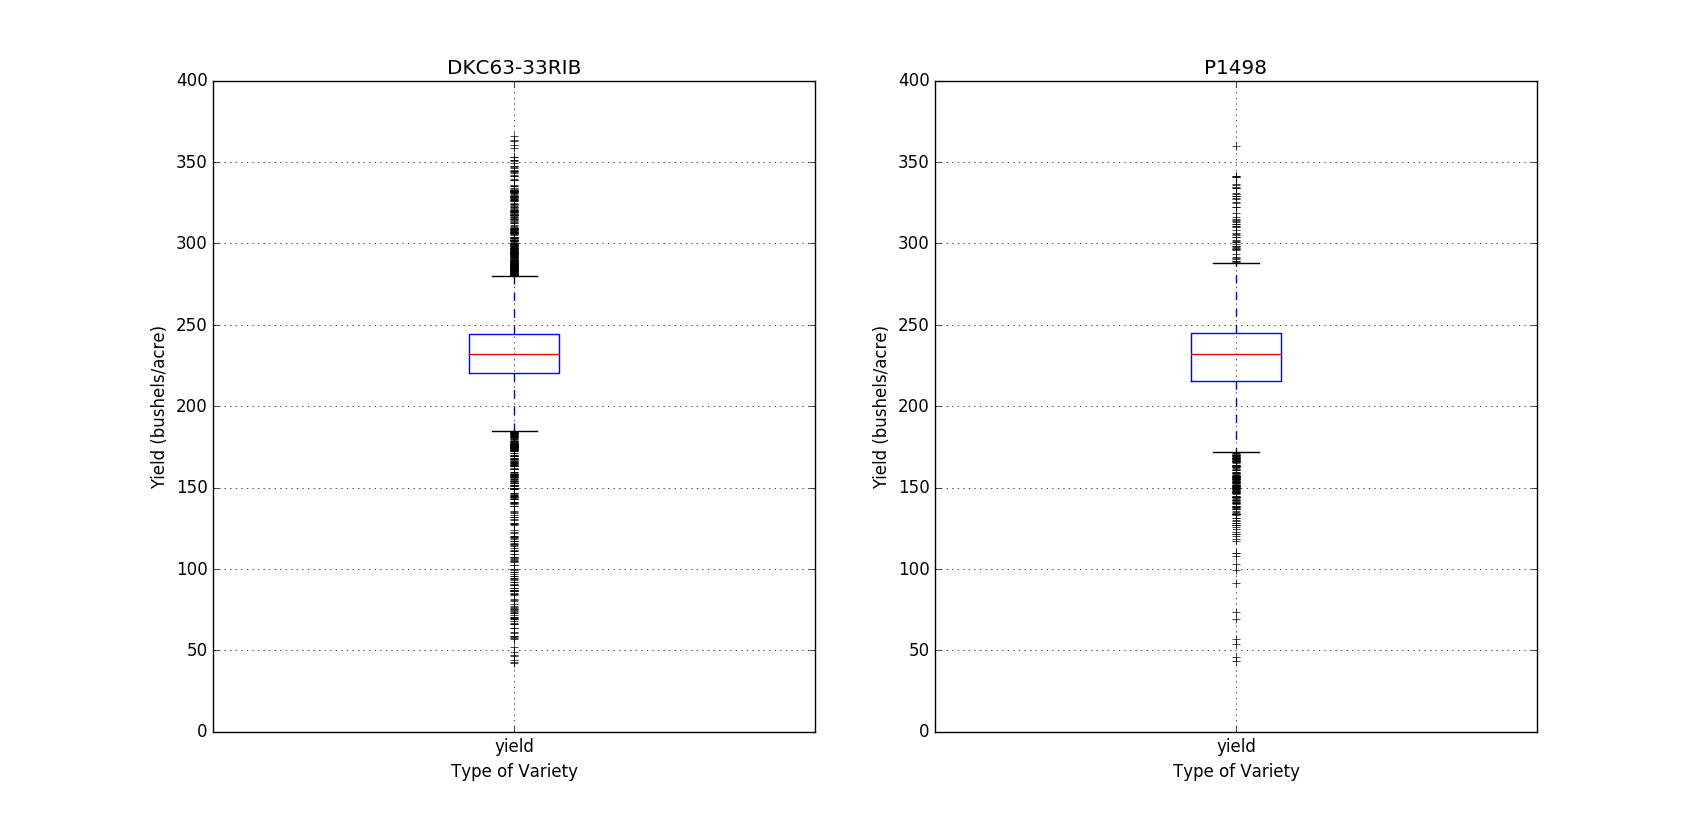 DKC63-33RIB
400
350
300
250
200
150
100
50
0
Yield (bushels/acre)
yield
Type of Variety
P1498
400
350
300
250
200
150
100
50
0
Yield (bushels/acre)
yield
Type of Variety